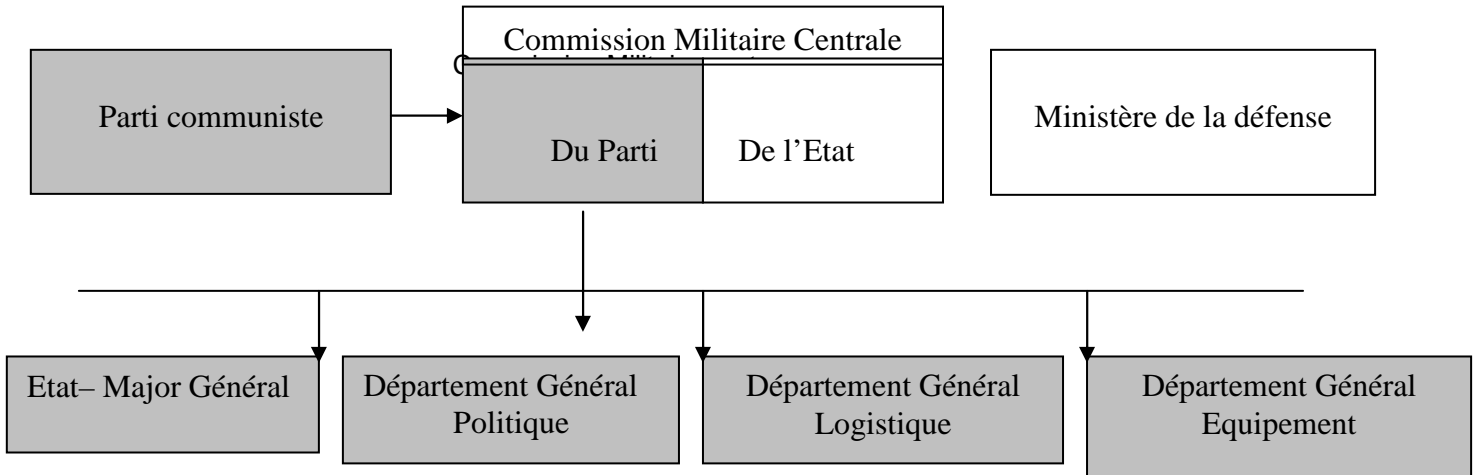 Commission Militaire Centrale
Parti communiste
Du Parti
De l’Etat
Ministère de la défense
Etat– Major Général
Département Général
Politique
Département Général
Logistique
Département Général
Equipement